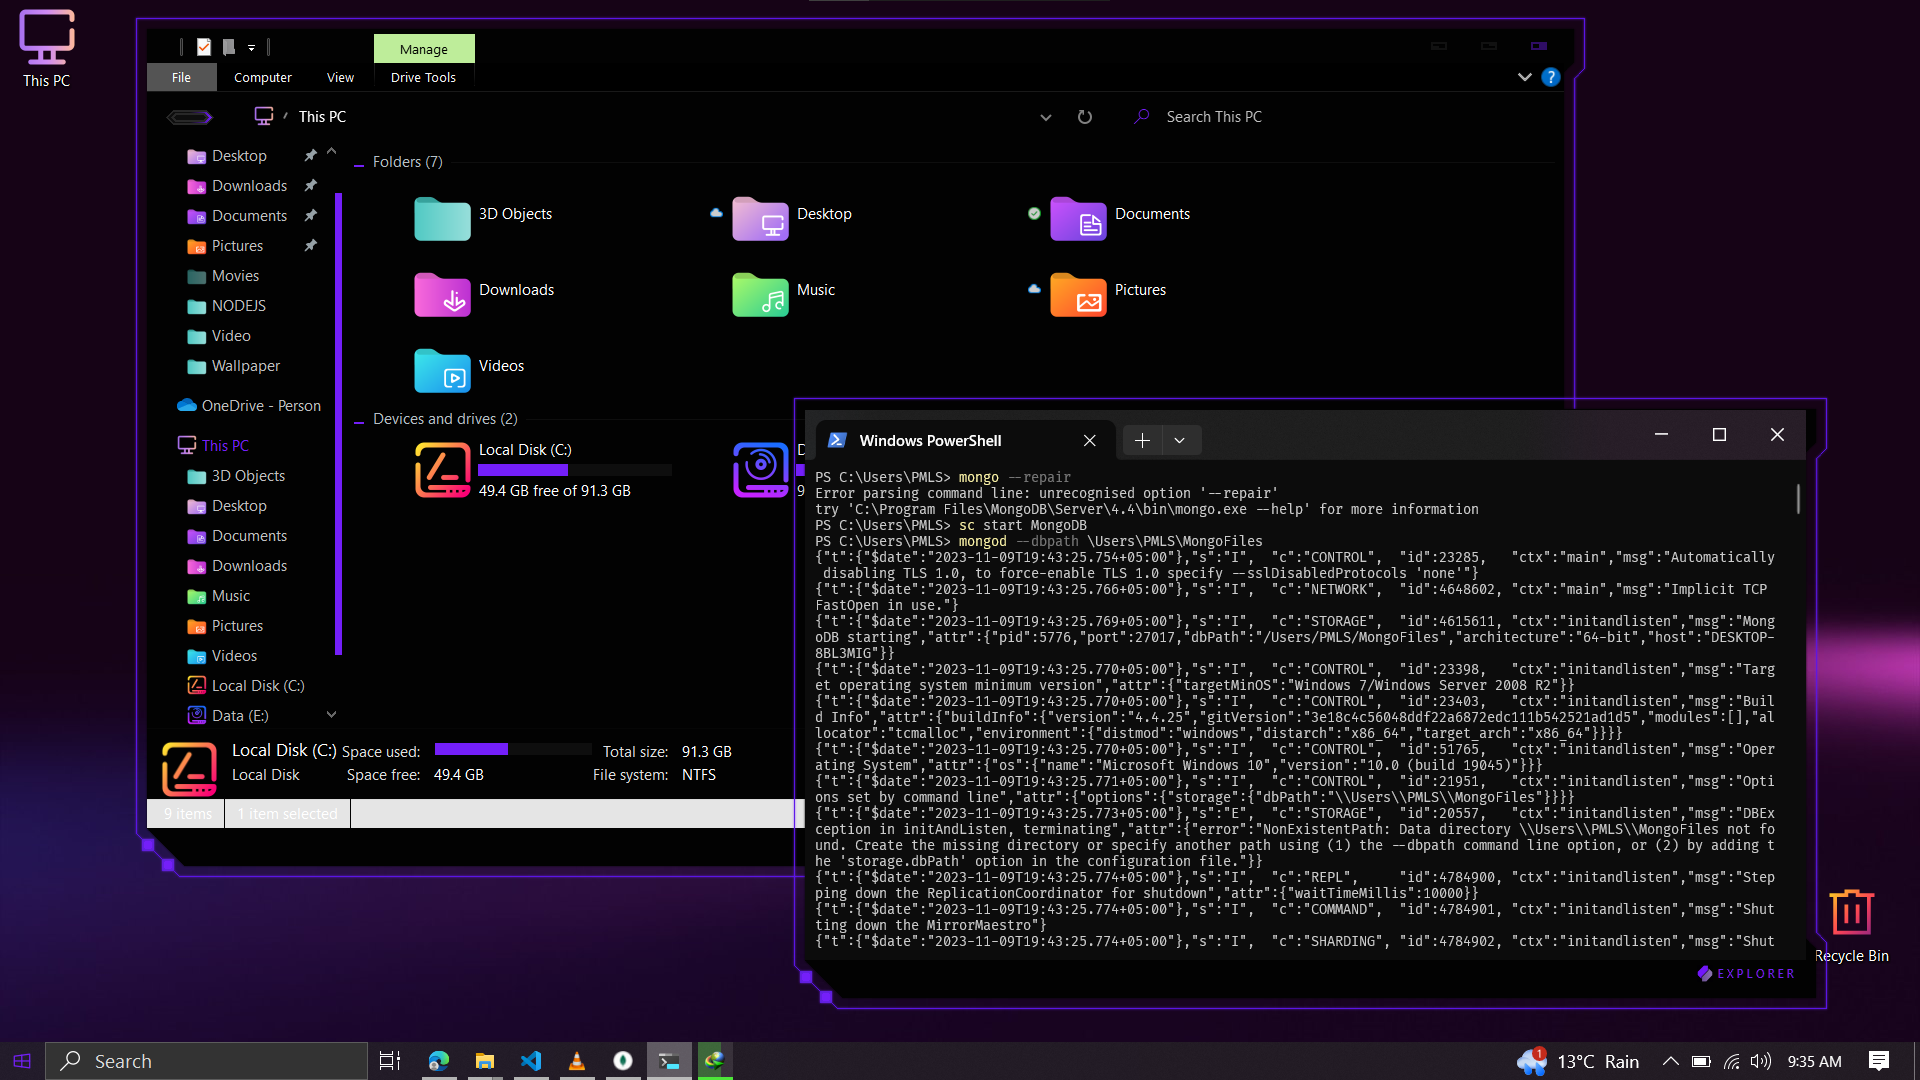 This PC
Manage
File
Computer
View
Drive Tools
This PC
Search This PC
Desktop
Downloads
Documents
Pictures
Movies
NODEJS
Video
Wallpaper
OneDrive - Person
This PC
3D Objects
Desktop
Documents
Downloads
Music
Pictures
Videos
Local Disk (C:)
Data (E:)
Folders (7)
3D Objects
Desktop
Documents
Downloads
Music
Pictures
Videos
Devices and drives (2)
Local Disk (C:)
49.4 GB free of 91.3 GB
D
9
Local Disk (C:) Space used: Total size: 91.3 GB
Local Disk Space free: 49.4 GB File system: NTFS
9 items 1 item selected
Windows PowerShell
PS C:\Users\PMLS> mongo --repair
Error parsing command line: unrecognised option '--repair'
try 'C:\Program Files\MongoDB\Server\4.4\bin\mongo.exe --help' for more information
PS C:\Users\PMLS> sc start MongoDB
PS C:\Users\PMLS> mongod --dbpath \Users\PMLS\MongoFiles
{"t":{"$date":"2023-11-09T19:43:25.754+05:00"},"s":"I",  "c":"CONTROL",  "id":23285,   "ctx":"main","msg":"Automatically
 disabling TLS 1.0, to force-enable TLS 1.0 specify --sslDisabledProtocols 'none'"}
{"t":{"$date":"2023-11-09T19:43:25.766+05:00"},"s":"I",  "c":"NETWORK",  "id":4648602, "ctx":"main","msg":"Implicit TCP
FastOpen in use."}
{"t":{"$date":"2023-11-09T19:43:25.769+05:00"},"s":"I",  "c":"STORAGE",  "id":4615611, "ctx":"initandlisten","msg":"Mong
oDB starting","attr":{"pid":5776,"port":27017,"dbPath":"/Users/PMLS/MongoFiles","architecture":"64-bit","host":"DESKTOP-
8BL3MIG"}}
{"t":{"$date":"2023-11-09T19:43:25.770+05:00"},"s":"I",  "c":"CONTROL",  "id":23398,   "ctx":"initandlisten","msg":"Targ
et operating system minimum version","attr":{"targetMinOS":"Windows 7/Windows Server 2008 R2"}}
{"t":{"$date":"2023-11-09T19:43:25.770+05:00"},"s":"I",  "c":"CONTROL",  "id":23403,   "ctx":"initandlisten","msg":"Buil
d Info","attr":{"buildInfo":{"version":"4.4.25","gitVersion":"3e18c4c56048ddf22a6872edc111b542521ad1d5","modules":[],"al
locator":"tcmalloc","environment":{"distmod":"windows","distarch":"x86_64","target_arch":"x86_64"}}}}
{"t":{"$date":"2023-11-09T19:43:25.770+05:00"},"s":"I",  "c":"CONTROL",  "id":51765,   "ctx":"initandlisten","msg":"Oper
ating System","attr":{"os":{"name":"Microsoft Windows 10","version":"10.0 (build 19045)"}}}
{"t":{"$date":"2023-11-09T19:43:25.771+05:00"},"s":"I",  "c":"CONTROL",  "id":21951,   "ctx":"initandlisten","msg":"Opti
ons set by command line","attr":{"options":{"storage":{"dbPath":"\\Users\\PMLS\\MongoFiles"}}}}
{"t":{"$date":"2023-11-09T19:43:25.773+05:00"},"s":"E",  "c":"STORAGE",  "id":20557,   "ctx":"initandlisten","msg":"DBEx
ception in initAndListen, terminating","attr":{"error":"NonExistentPath: Data directory \\Users\\PMLS\\MongoFiles not fo
und. Create the missing directory or specify another path using (1) the --dbpath command line option, or (2) by adding t
he 'storage.dbPath' option in the configuration file."}}
{"t":{"$date":"2023-11-09T19:43:25.774+05:00"},"s":"I",  "c":"REPL",     "id":4784900, "ctx":"initandlisten","msg":"Step
ping down the ReplicationCoordinator for shutdown","attr":{"waitTimeMillis":10000}}
{"t":{"$date":"2023-11-09T19:43:25.774+05:00"},"s":"I",  "c":"COMMAND",  "id":4784901, "ctx":"initandlisten","msg":"Shut
ting down the MirrorMaestro"}
{"t":{"$date":"2023-11-09T19:43:25.774+05:00"},"s":"I",  "c":"SHARDING", "id":4784902, "ctx":"initandlisten","msg":"Shut
EXPLORER
Recycle Bin
Search
1
13°C Rain
9:35 AM